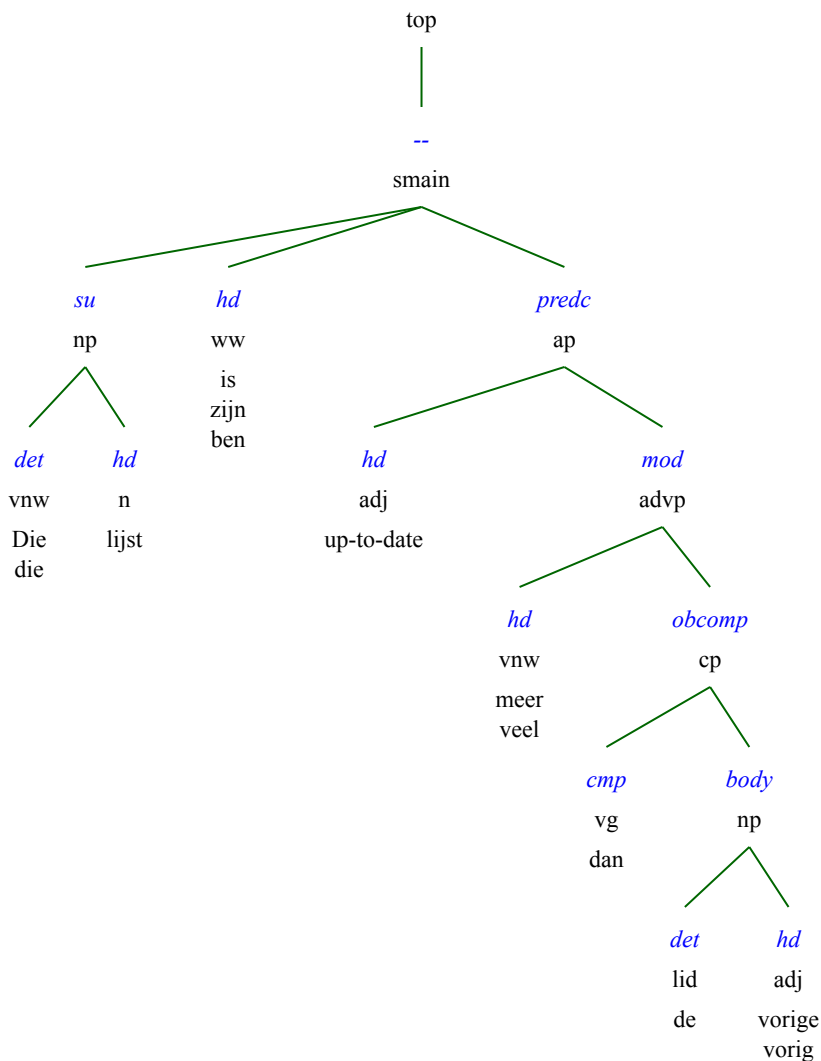 top
--
smain
su hd predc
np ww ap
is
zijn
ben
det hd hd mod
vnw n adj advp
Die lijst up-to-date
die
hd obcomp
vnw cp
meer
veel
cmp body
vg np
dan
det hd
lid adj
de vorige
vorig